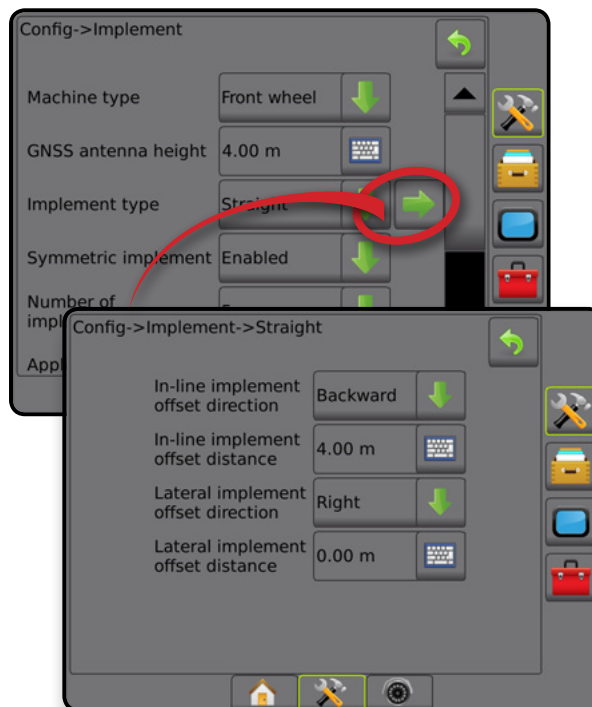 Config->Implement
Machine type
Front wheel
GNSS antenna height
4.00 m
Implement type
Straight
Symmetric implement
Enabled
Number of
Config->Implement->Straight
In-line implement
offset direction
Backward
In-line implement
offset distance
4.00 m
Lateral implement
offset direction
Right
Lateral implement
offset distance
0.00 m